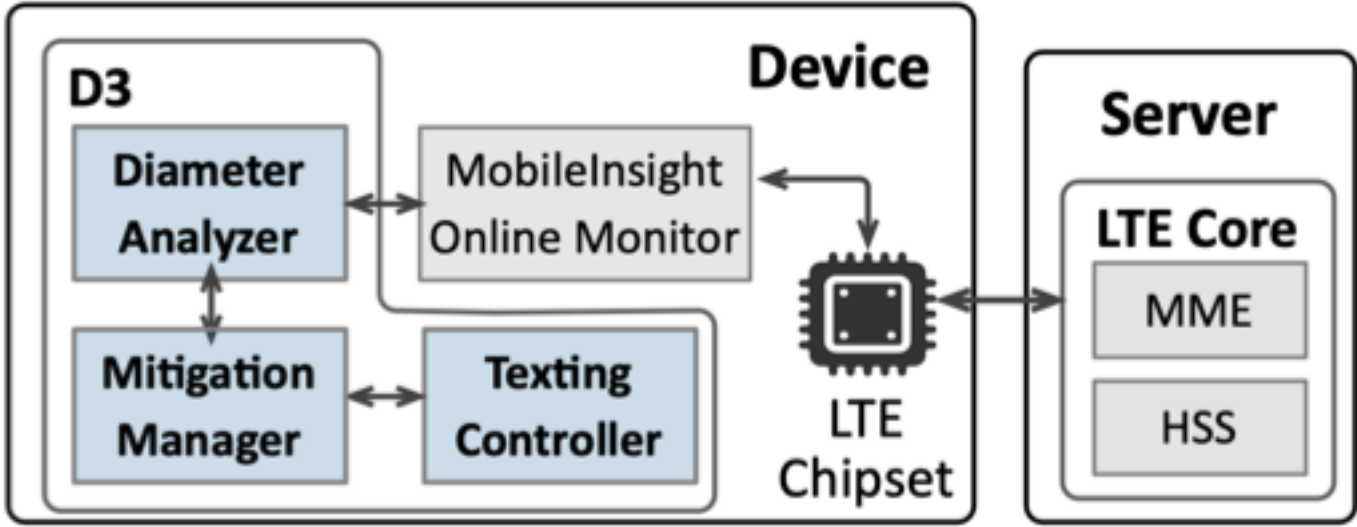 Device
D3
Diameter
Analyzer
MobileInsight
Online Monitor
Mitigation
Manager
Texting
Controller
LTE
Chipset
Server
LTE Core
MME
HSS